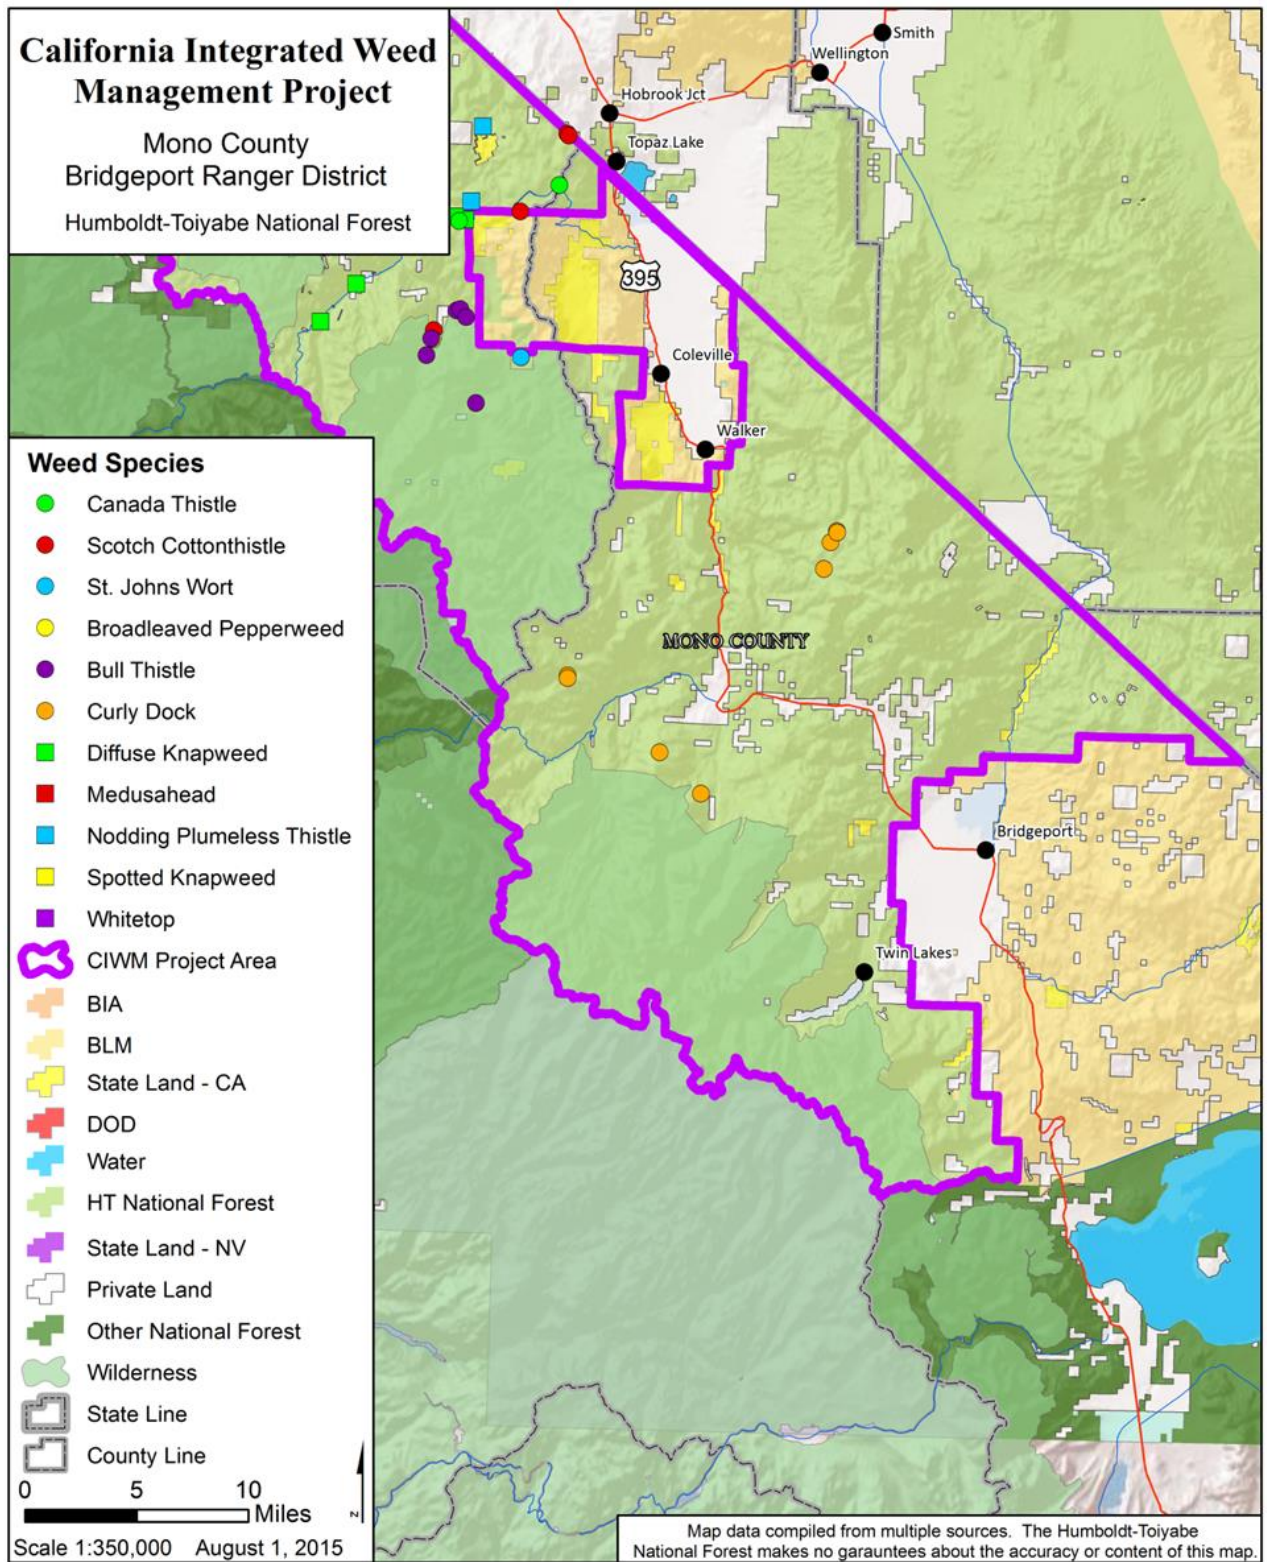 California Integrated Weed
Management Project
Mono County
Bridgeport Ranger District
Humboldt-Toiyabe National Forest
Smith
Wellington
Hobrook Jct
Topaz Lake
395
Coleville
Walker
MONO COUNTY
Bridgeport
Twin Lakes
Weed Species
Canada Thistle
Scotch Cottonthistle
St. Johns Wort
Broadleaved Pepperweed
Bull Thistle
Curly Dock
Diffuse Knapweed
Medusahead
Nodding Plumeless Thistle
Spotted Knapweed
Whitetop
CIWM Project Area
BIA
BLM
State Land - CA
DOD
Water
HT National Forest
State Land - NV
Private Land
Other National Forest
Wilderness
State Line
County Line
0 5 10
Miles
N
Scale 1:350,000 August 1, 2015
Map data compiled from multiple sources. The Humboldt-Toiyabe
National Forest makes no garauntees about the accuracy or content of this map.